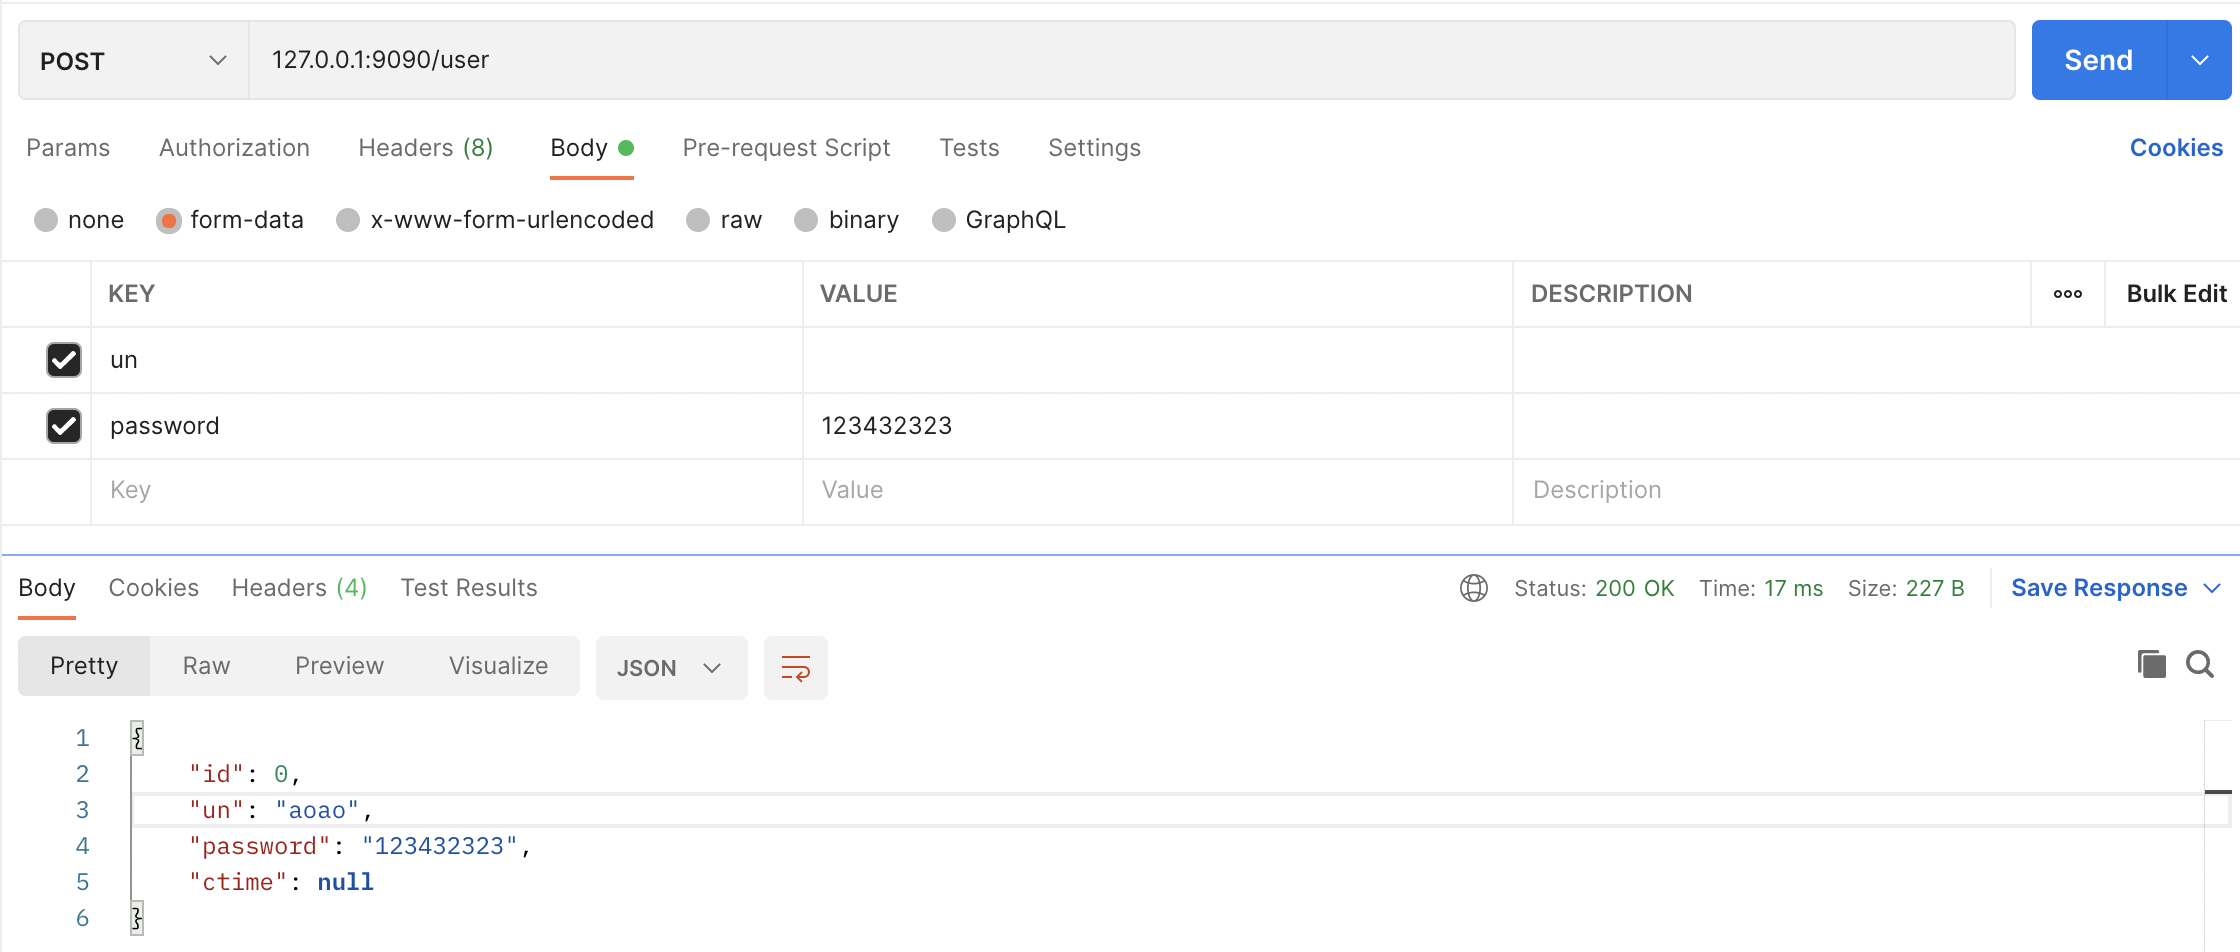 POST 127.0.0.1:9090/user Send
Params Authorization Headers (8) Body Pre-request Script Tests Settings Cookies
none form-data x-www-form-urlencoded raw binary GraphQL
KEY VALUE DESCRIPTION ooo Bulk Edit
un
password 123432323
Key Value Description
Body Cookies Headers (4) Test Results Status: 200 OK Time: 17 ms Size: 227 B Save Response
Pretty Raw Preview Visualize JSON
1 {
2 "id": 0,
3 "un": "aoao",
4 "password": "123432323",
5 "ctime": null
6 }